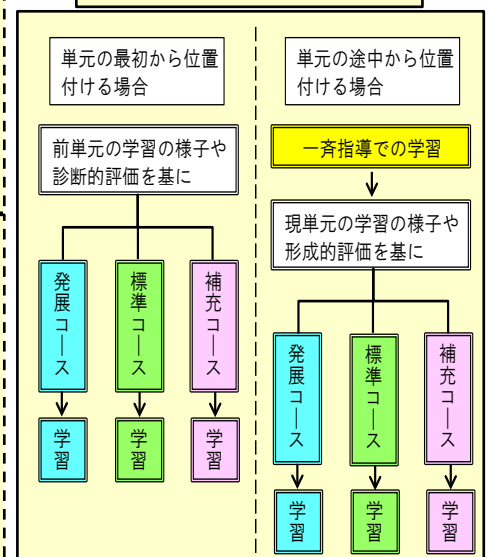 単元の最初から位置
付ける場合
前単元の学習の様子や
診断的評価を基に
発展コース
標準コース
補充コース
学習
学習
学習
単元の途中から位置
付ける場合
一斉指導での学習
現単元の学習の様子や
形成的評価を基に
発展コース
標準コース
補充コース
学習
学習
学習